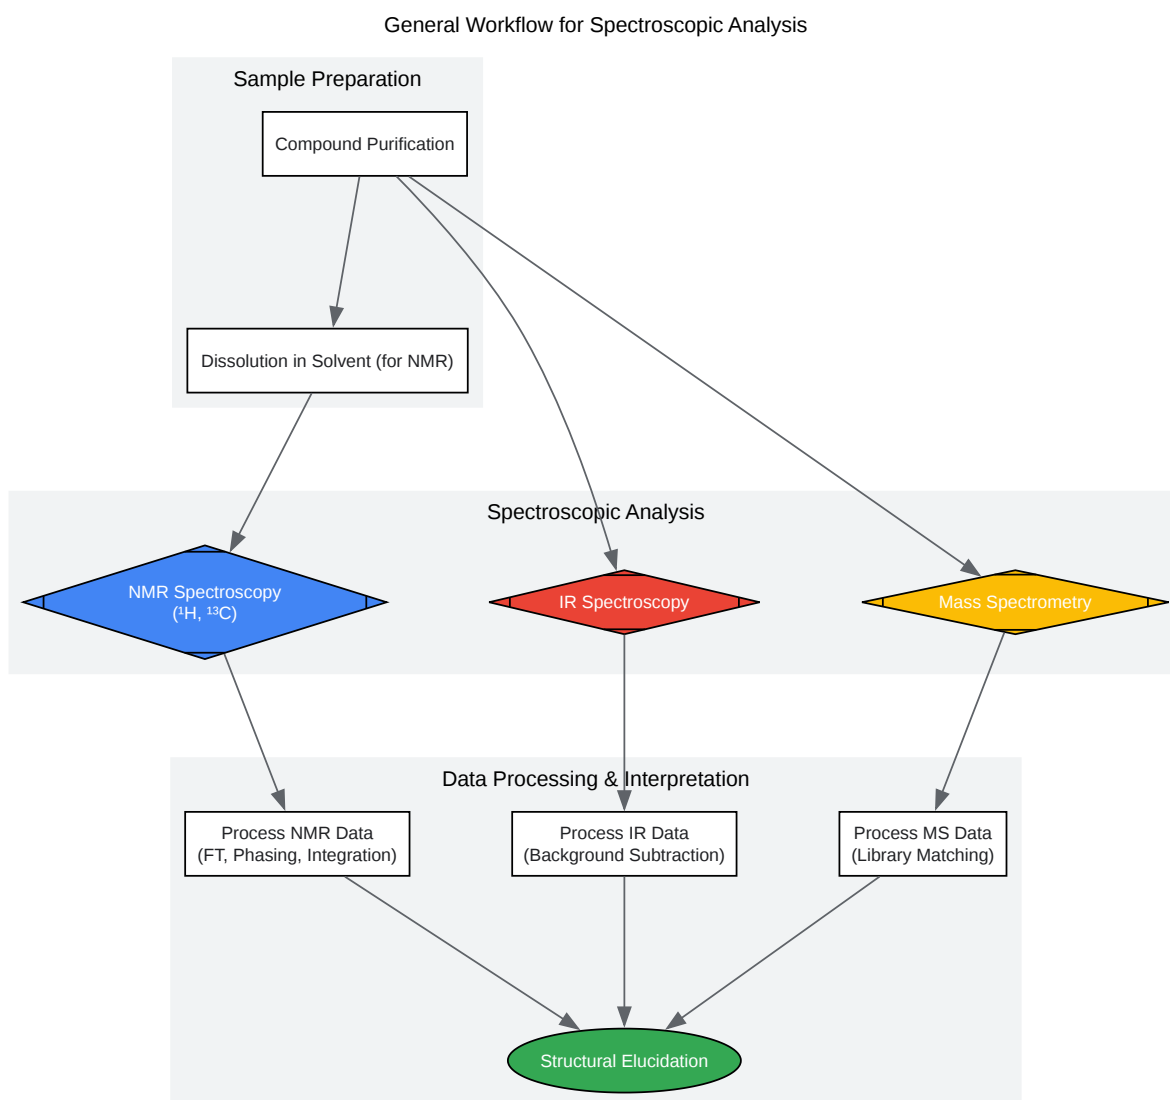 General Workflow for Spectroscopic Analysis
Sample Preparation
Compound Purification
Dissolution in Solvent (for NMR)
Spectroscopic Analysis
NMR Spectroscopy
(¹H, ¹³C)
IR Spectroscopy
Mass Spectrometry
Data Processing & Interpretation
Process NMR Data
(FT, Phasing, Integration)
Process IR Data
(Background Subtraction)
Process MS Data
(Library Matching)
Structural Elucidation